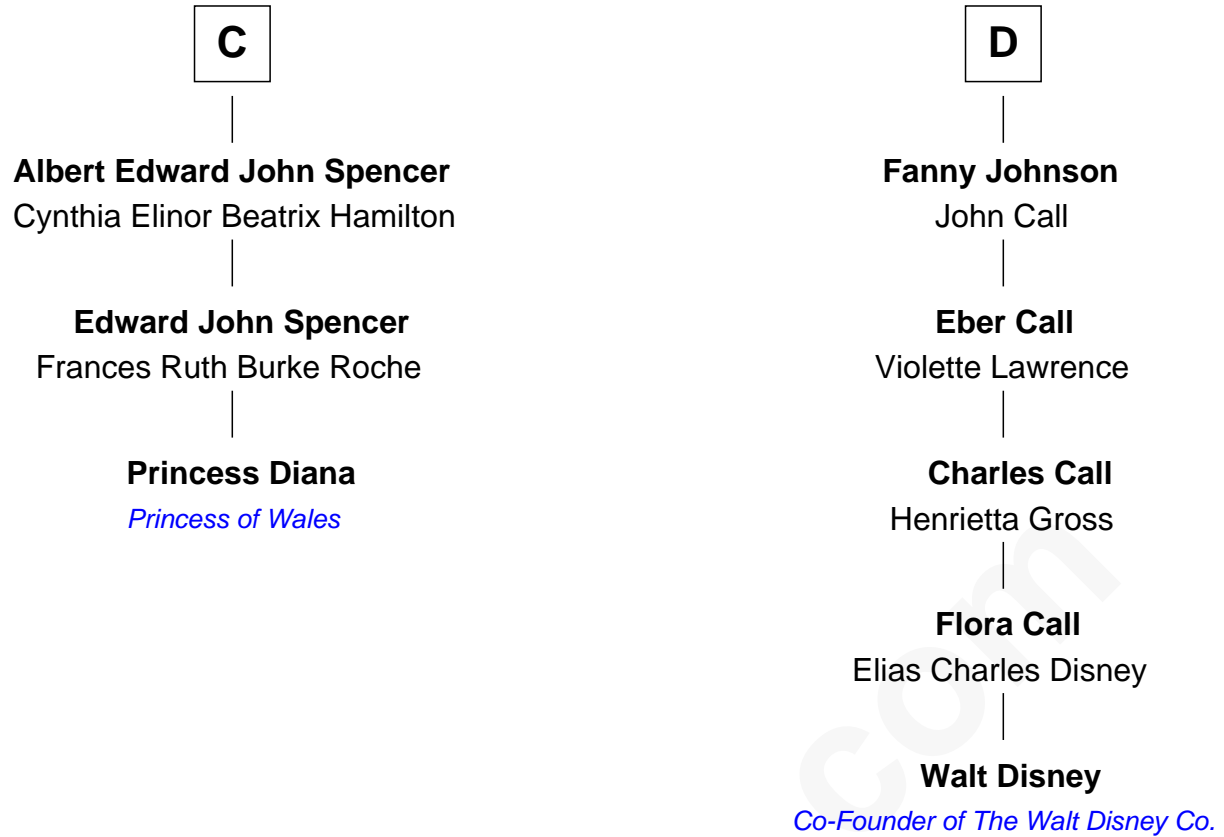 C
Albert Edward John Spencer
Cynthia Elinor Beatrix Hamilton
Edward John Spencer
Frances Ruth Burke Roche
Princess Diana
Princess of Wales
D
Fanny Johnson
John Call
Eber Call
Violette Lawrence
Charles Call
Henrietta Gross
Flora Call
Elias Charles Disney
Walt Disney
Co-Founder of The Walt Disney Co.
com